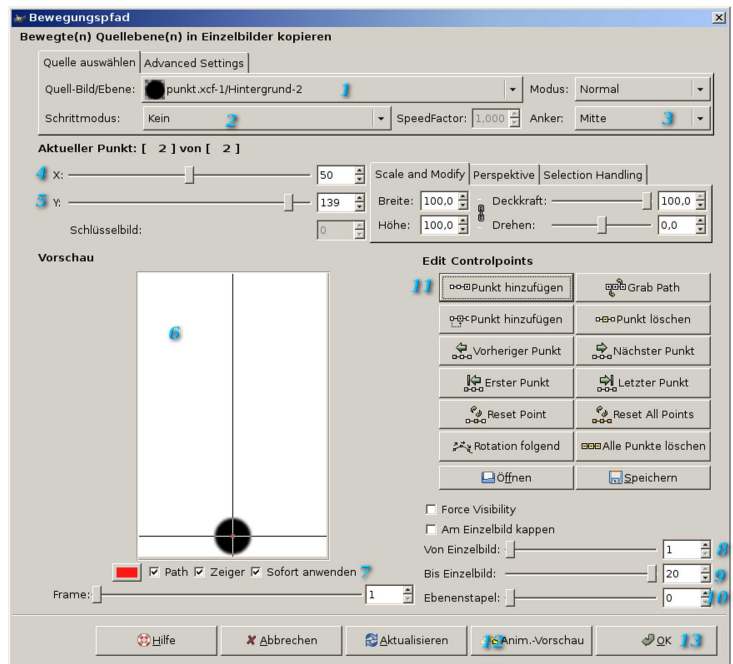 Bewegungspfad
Bewegte(n) Quellebene(n) in Einzelbilder kopieren
Quelle auswählen Advanced Settings
Quell-Bild/Ebene: punkt.xcf-1/Hintergrund-2 1 Modus: Normal
Schrittmodus: Kein 2 SpeedFactor: 1,000 Anker: Mitte 3
Aktueller Punkt: [ 2 ] von [ 2 ]
4 X: 50
5 Y: 139
Schlüsselbild: 0
Scale and Modify Perspektive Selection Handling
Breite: 100,0 Deckkraft: 100,0
Höhe: 100,0 Drehen: 0,0
Vorschau
6
Path Zeiger Sofort anwenden 7
Frame: 1
Edit Controlpoints
11 Punkt hinzufügen Grab Path
Punkt hinzufügen Punkt löschen
Vorheriger Punkt Nächster Punkt
Erster Punkt Letzter Punkt
Reset Point Reset All Points
Rotation folgend Alle Punkte löschen
Öffnen Speichern
Force Visibility
Am Einzelbild kappen
Von Einzelbild: 1 8
Bis Einzelbild: 20 9
Ebenenstapel: 0 10
Hilfe Abbrechen Aktualisieren 12 Anim.-Vorschau OK 13